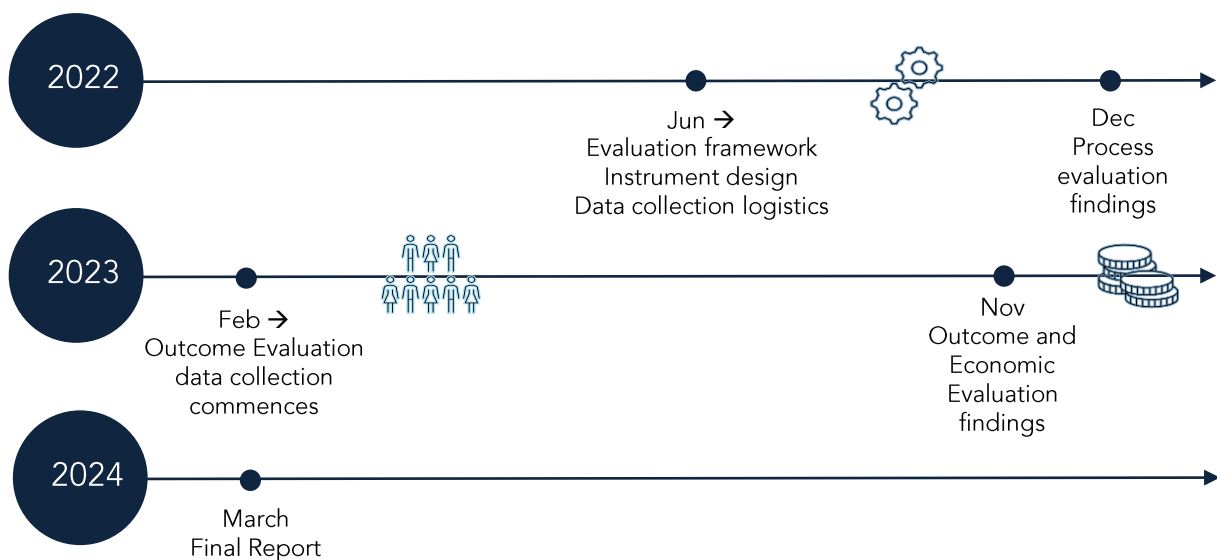 2022
Jun →
Evaluation framework
Instrument design
Data collection logistics
Dec
Process
evaluation
findings
2023
Feb →
Outcome Evaluation
data collection
commences
Nov
Outcome and
Economic
Evaluation
findings
2024
March
Final Report